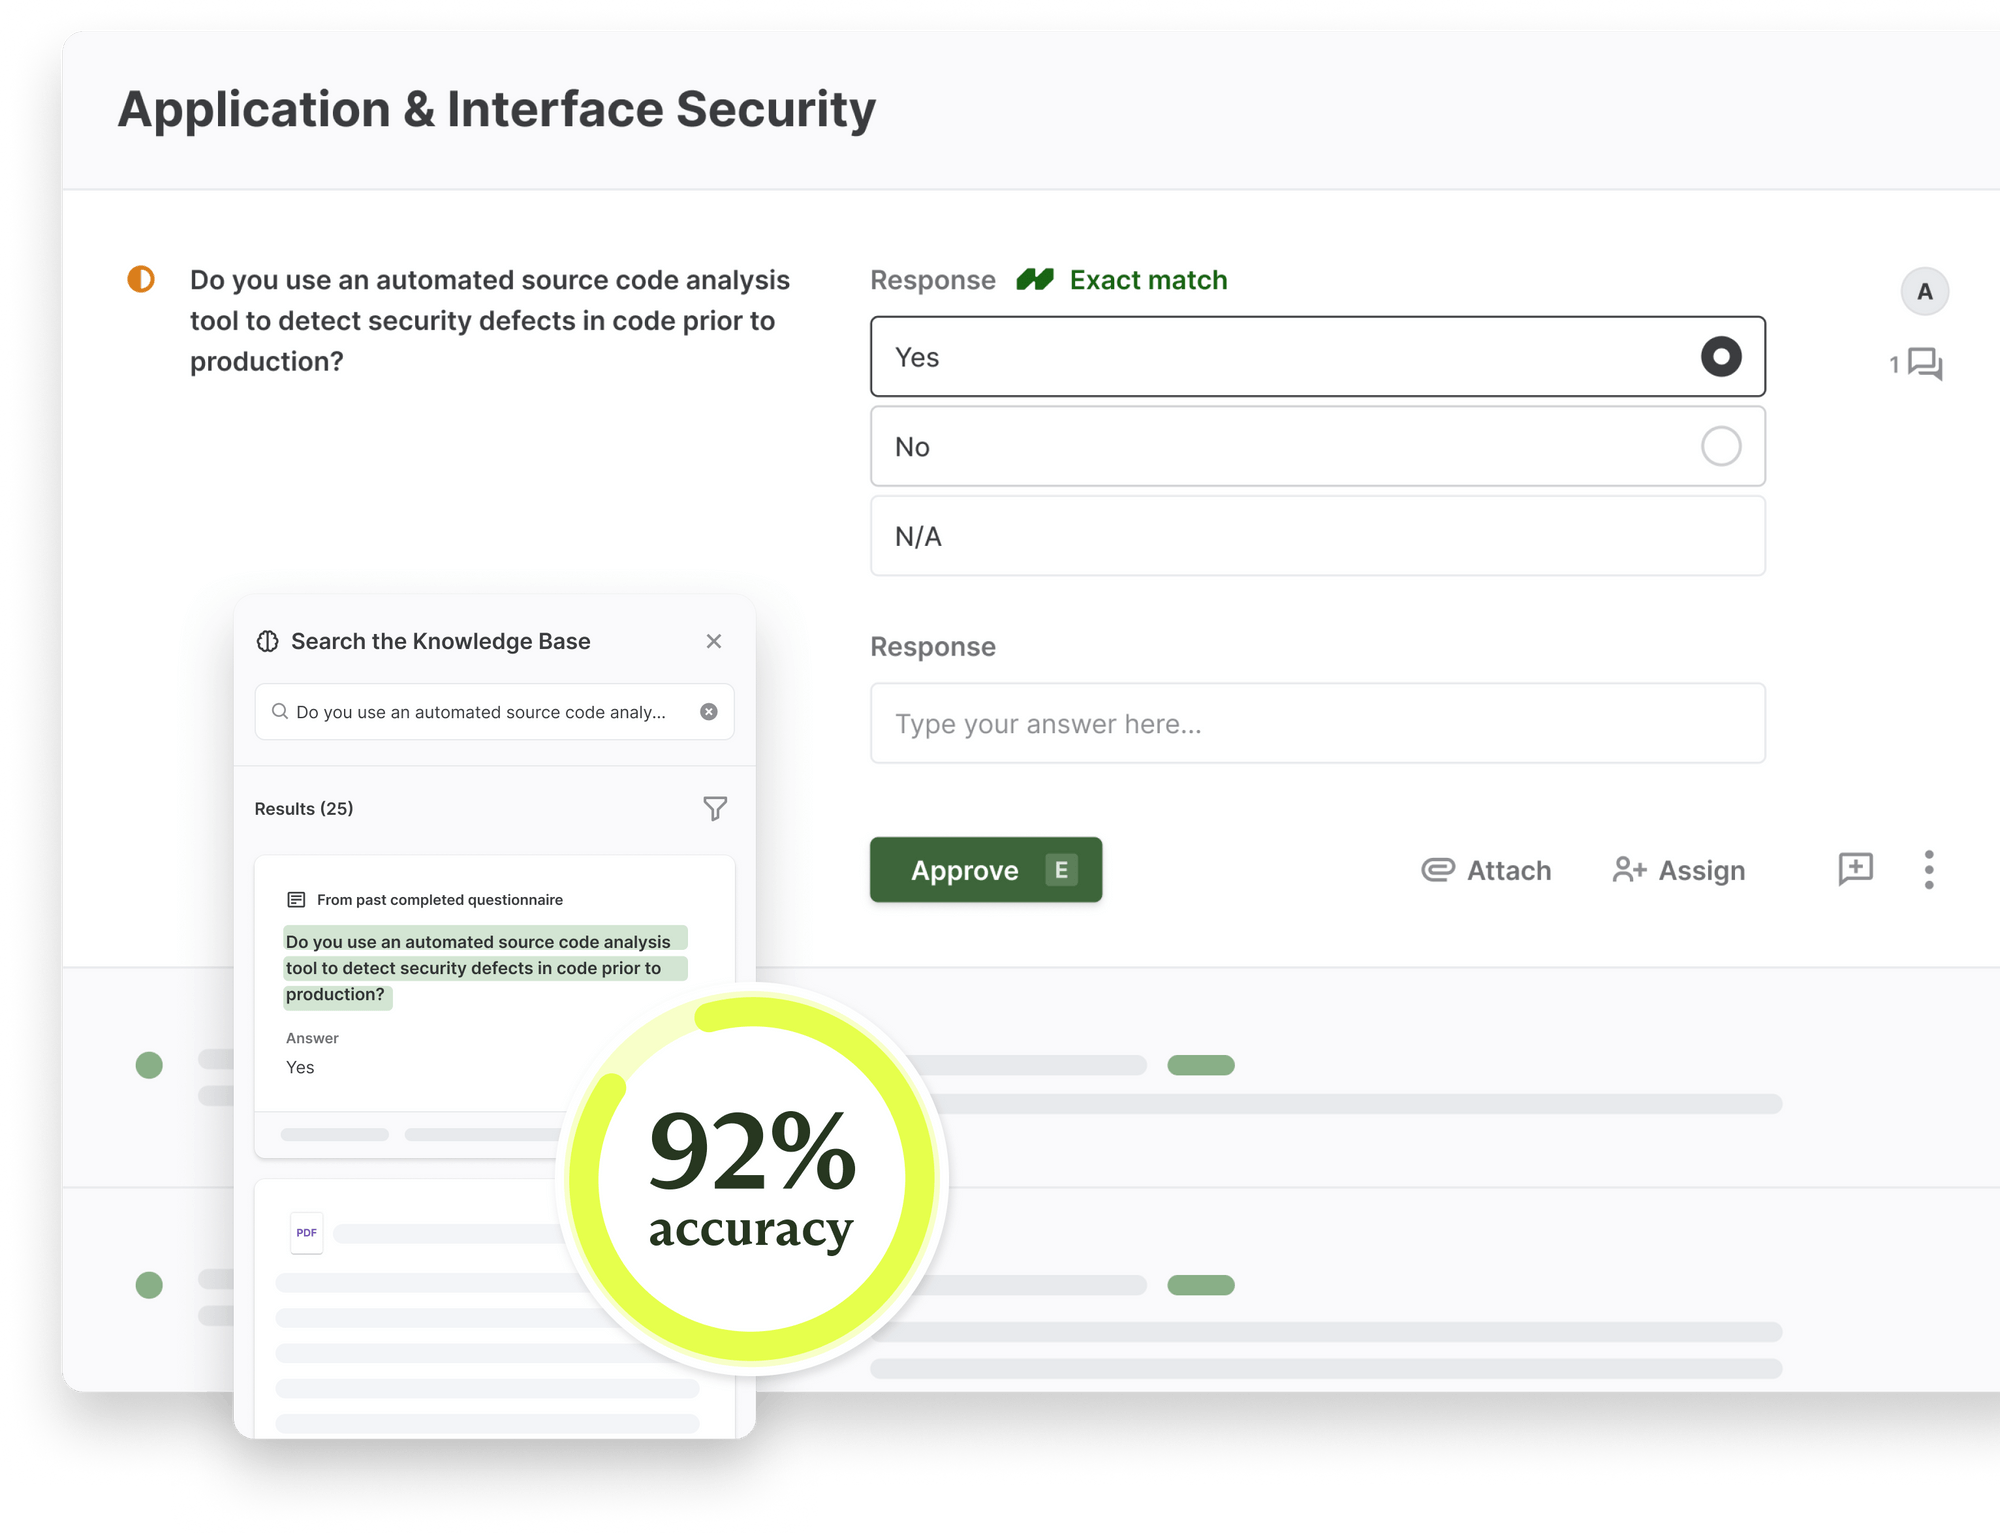 Application & Interface Security
Do you use an automated source code analysis
tool to detect security defects in code prior to
production?
Response Exact match
Yes
No
N/A
A
1
Response
Type your answer here...
Approve E
Attach
Assign
Search the Knowledge Base
Do you use an automated source code analy...
Results (25)
From past completed questionnaire
Do you use an automated source code analysis
tool to detect security defects in code prior to
production?
Answer
Yes
PDF
92%
accuracy